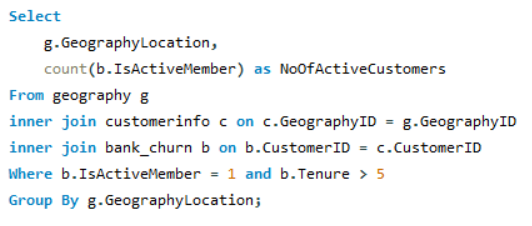 Select
g.GeographyLocation,
count(b.IsActiveMember) as NoOfActiveCustomers
From geography g
inner join customerinfo c on c.GeographyID = g.GeographyID
inner join bank_churn b on b.CustomerID = c.CustomerID
Where b.IsActiveMember = 1 and b.Tenure > 5
Group By g.GeographyLocation;